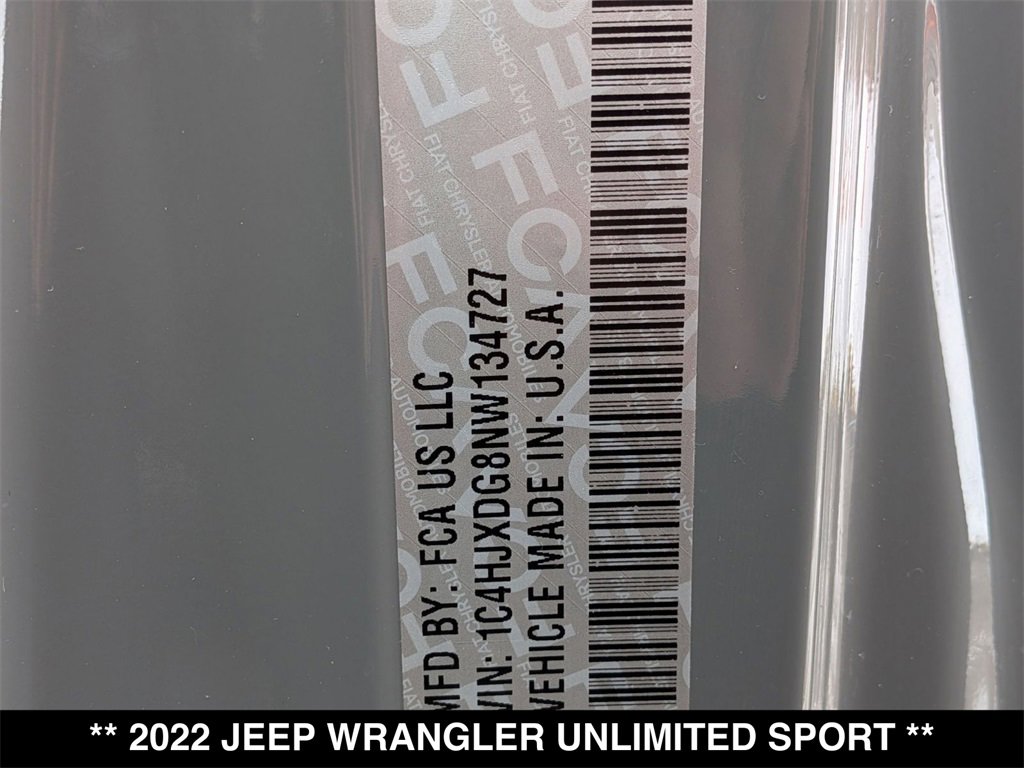 MFD BY: FCA US LLC
VIN: 1C4HJXDG8NW134727
VEHICLE MADE IN: U.S.A.
** 2022 JEEP WRANGLER UNLIMITED SPORT **